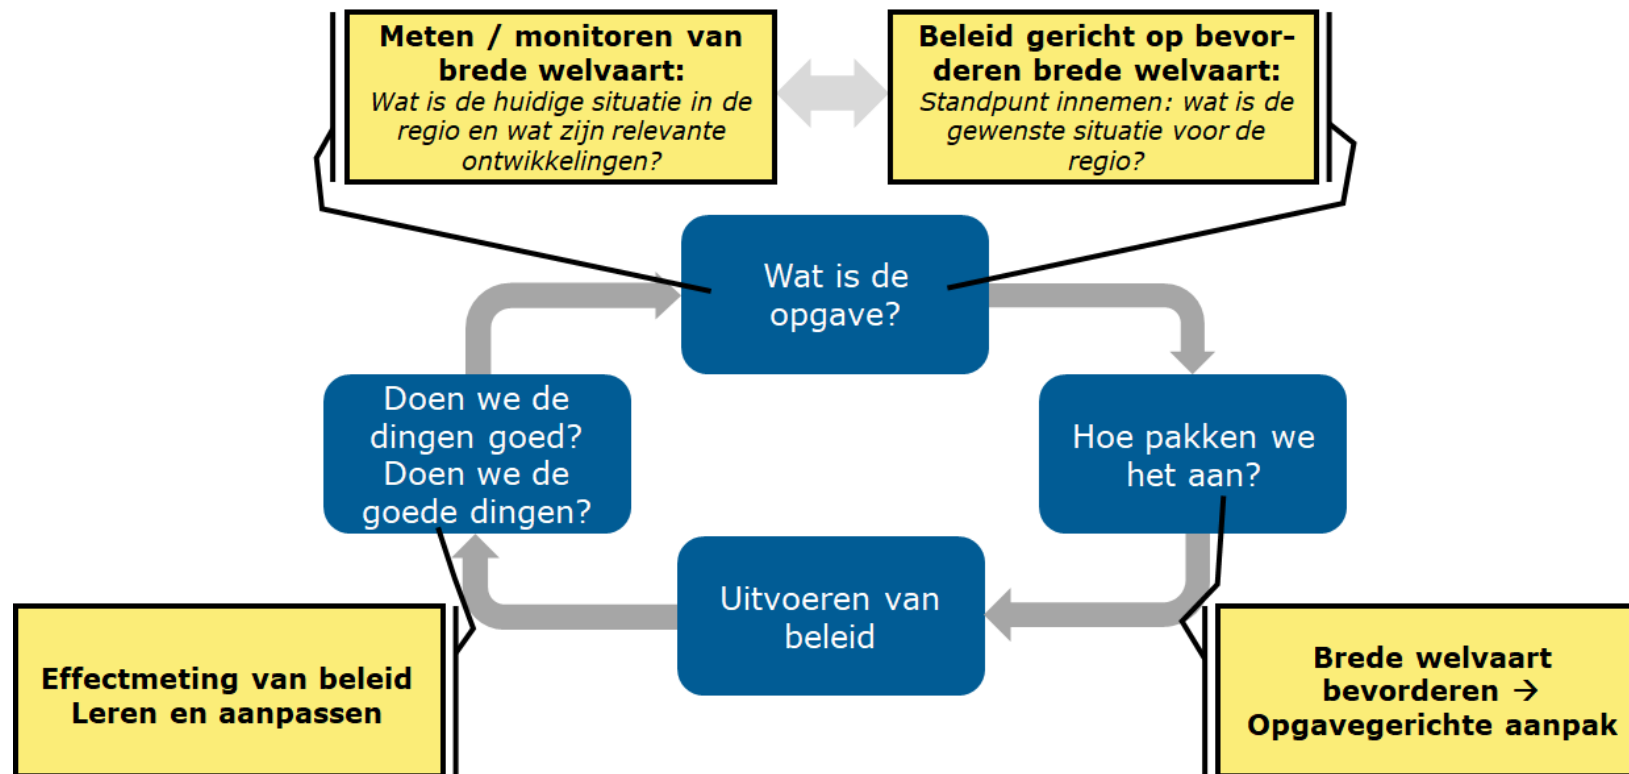 Meten / monitoren van
brede welvaart:
Wat is de huidige situatie in de
regio en wat zijn relevante
ontwikkelingen?
Beleid gericht op bevor-
deren brede welvaart:
Standpunt innemen: wat is de
gewenste situatie voor de
regio?
Wat is de
opgave?
Doen we de
dingen goed?
Doen we de
goede dingen?
Hoe pakken we
het aan?
Uitvoeren van
beleid
Effectmeting van beleid
Leren en aanpassen
Brede welvaart
bevorderen →
Opgavegerichte aanpak